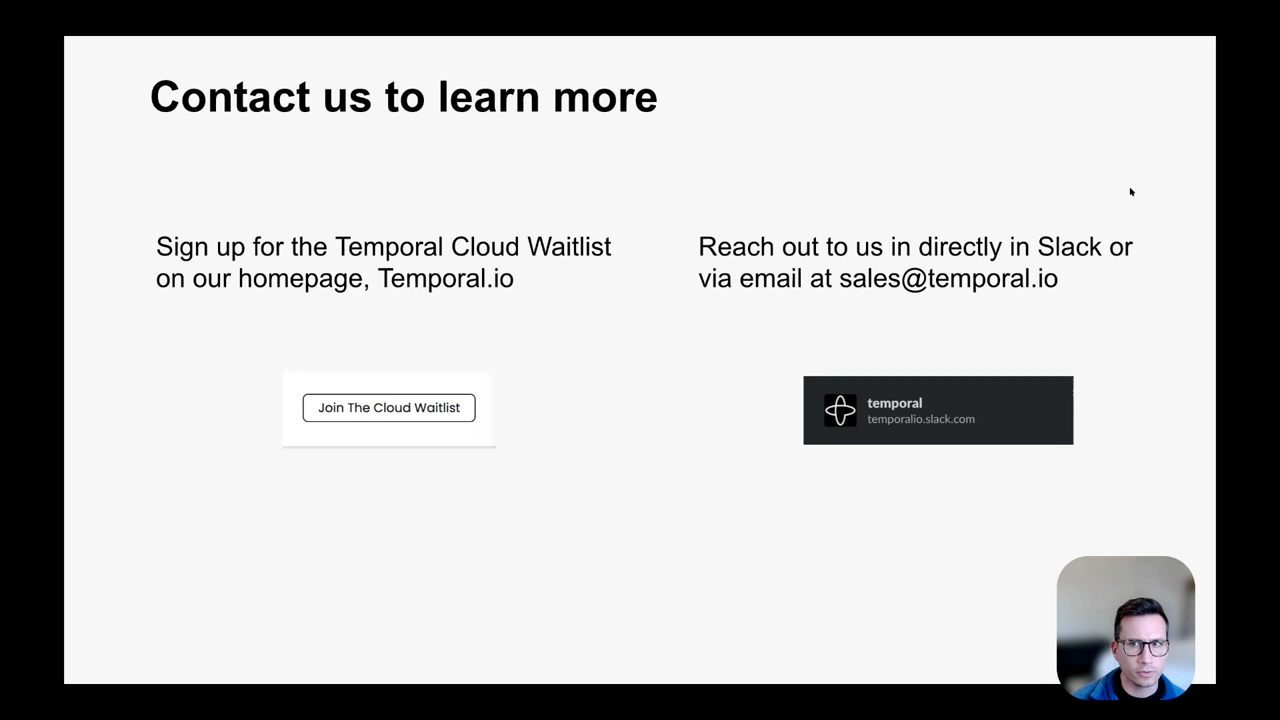 Contact us to learn more
Sign up for the Temporal Cloud Waitlist
on our homepage, Temporal.io
Reach out to us in directly in Slack or
via email at sales@temporal.io
Join The Cloud Waitlist
temporal
temporalio.slack.com